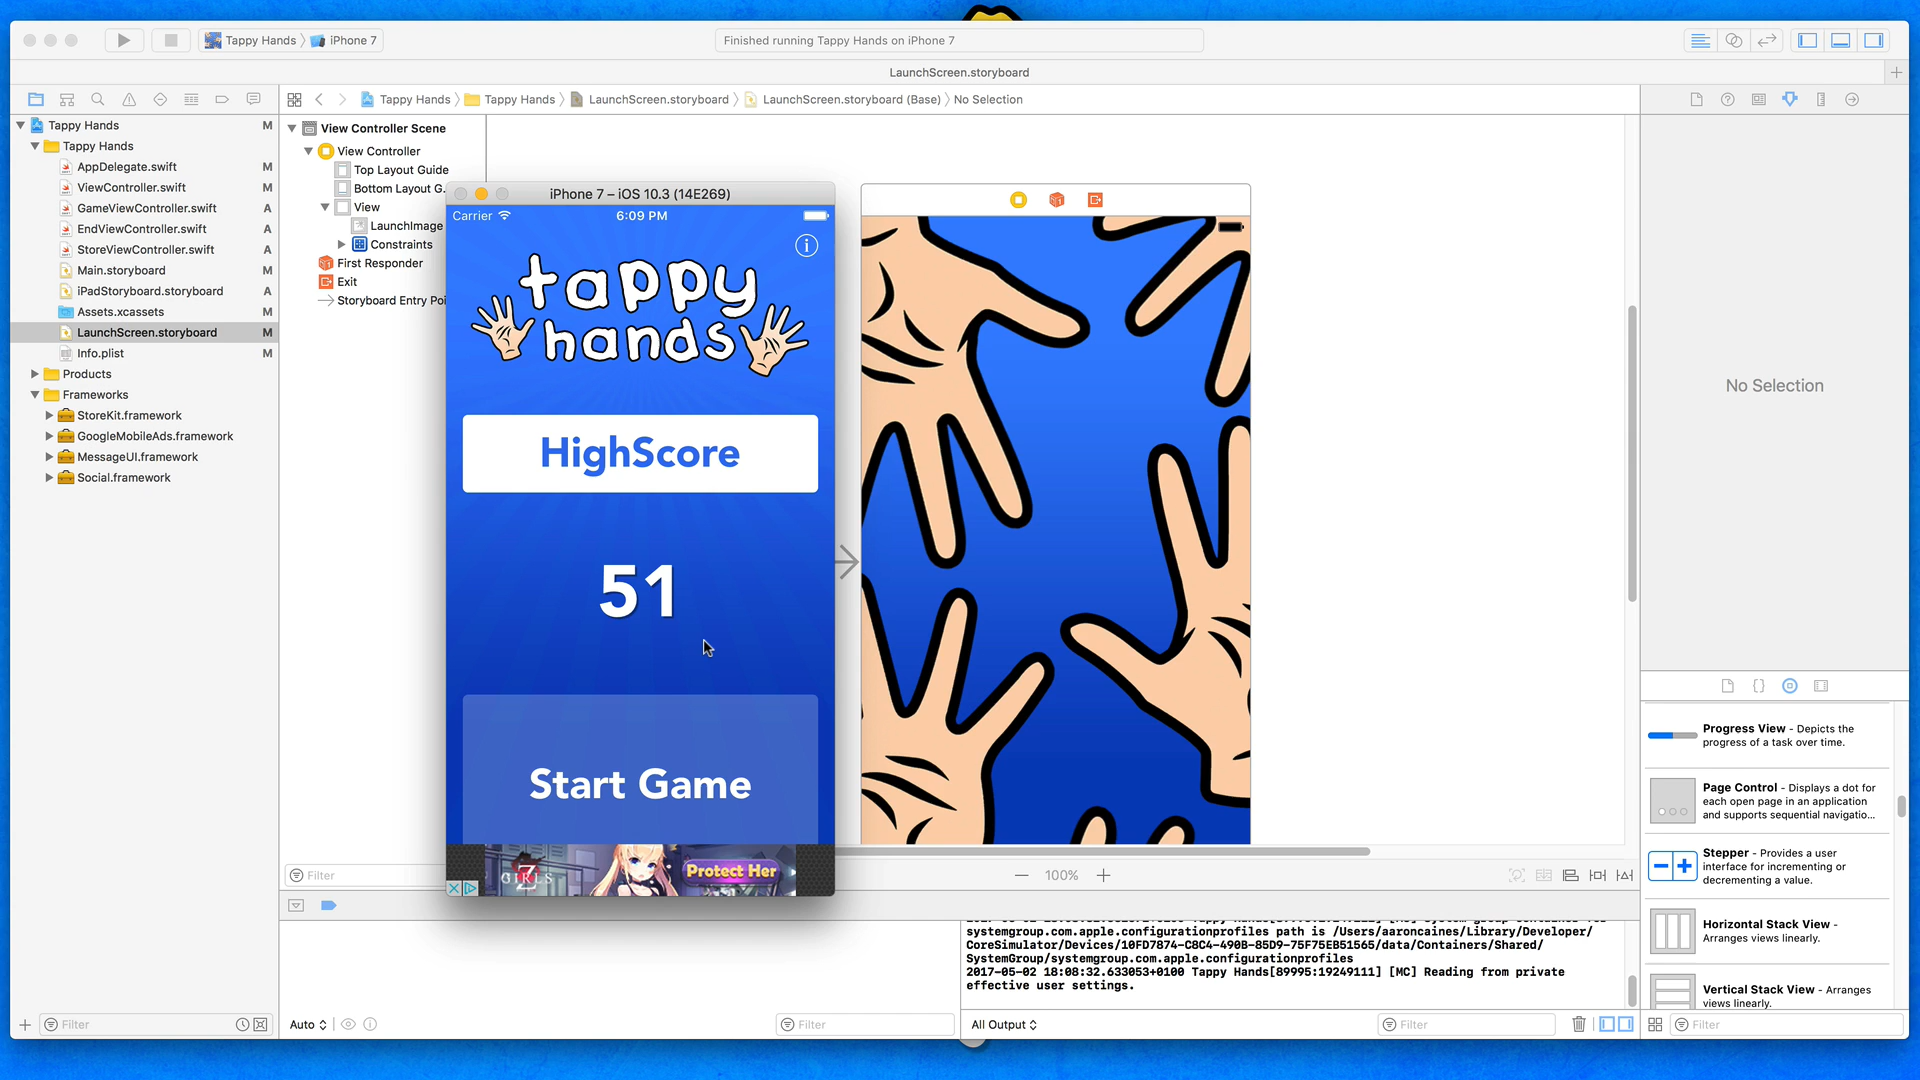 Tappy Hands
iPhone 7
Finished running Tappy Hands on iPhone 7
LaunchScreen.storyboard
Tappy Hands
Tappy Hands
LaunchScreen.storyboard
LaunchScreen.storyboard (Base)
No Selection
Tappy Hands M
Tappy Hands
AppDelegate.swift M
ViewController.swift M
GameViewController.swift A
EndViewController.swift A
StoreViewController.swift A
Main.storyboard M
iPadStoryboard.storyboard A
Assets.xcassets M
LaunchScreen.storyboard M
Info.plist M
Products
Frameworks
StoreKit.framework
GoogleMobileAds.framework
MessageUI.framework
Social.framework
View Controller Scene
View Controller
Top Layout Guide
Bottom Layout G.
View
LaunchImage
Constraints
First Responder
Exit
Storyboard Entry Poi
Filter
iPhone 7 – iOS 10.3 (14E269)
Carrier
6:09 PM
tappy
hands
HighScore
51
Start Game
Z
GIRLS
Protect Her
100%
No Selection
Progress View - Depicts the
progress of a task over time.
Page Control - Displays a dot for
each open page in an application
and supports sequential navigatio...
Stepper - Provides a user
interface for incrementing or
decrementing a value.
Horizontal Stack View -
Arranges views linearly.
Vertical Stack View - Arranges
views linearly.
systemgroup.com.apple.configurationprofiles path is /Users/aaroncaines/Library/Developer/
CoreSimulator/Devices/10FD7874-C8C4-490B-85D9-75F75EB51565/data/Containers/Shared/
SystemGroup/systemgroup.com.apple.configurationprofiles
2017-05-02 18:08:32.633053+0100 Tappy Hands[89995:19249111] [MC] Reading from private
effective user settings.
Filter
Auto
Filter
All Output
Filter
Filter